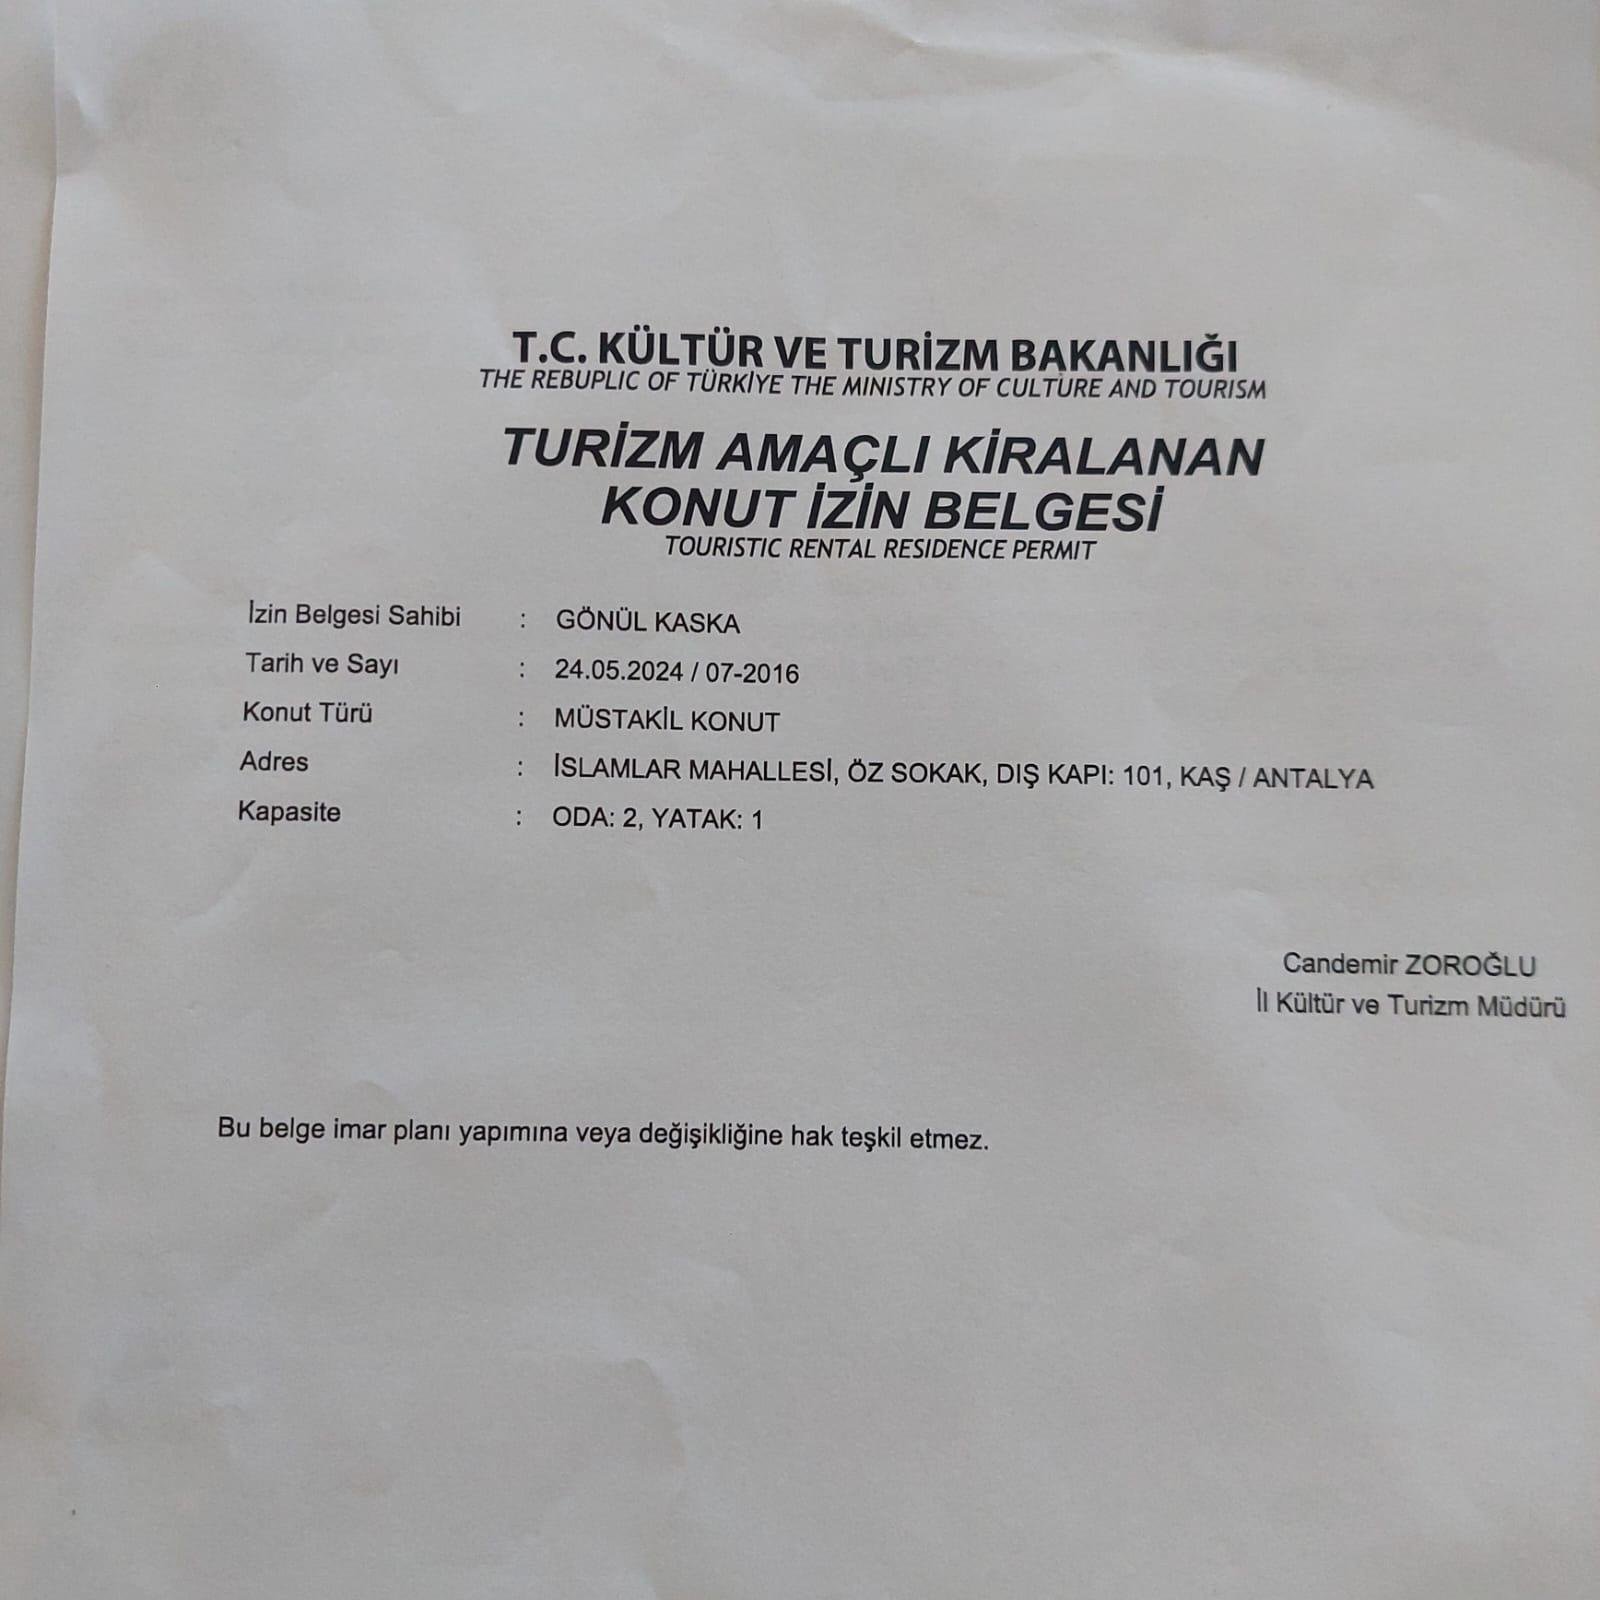 T.C. KÜLTÜR VE TURİZM BAKANLIĞI
THE REBUPLIC OF TÜRKİYE THE MINISTRY OF CULTURE AND TOURISM
TURİZM AMAÇLI KİRALANAN
KONUT İZİN BELGESİ
TOURISTIC RENTAL RESIDENCE PERMIT
İzin Belgesi Sahibi : GÖNÜL KASKA
Tarih ve Sayı : 24.05.2024 / 07-2016
Konut Türü : MÜSTAKİL KONUT
Adres : İSLAMLAR MAHALLESİ, ÖZ SOKAK, DIŞ KAPI: 101, KAŞ / ANTALYA
Kapasite : ODA: 2, YATAK: 1
Candemir ZOROĞLU
İl Kültür ve Turizm Müdürü
Bu belge imar planı yapımına veya değişikliğine hak teşkil etmez.